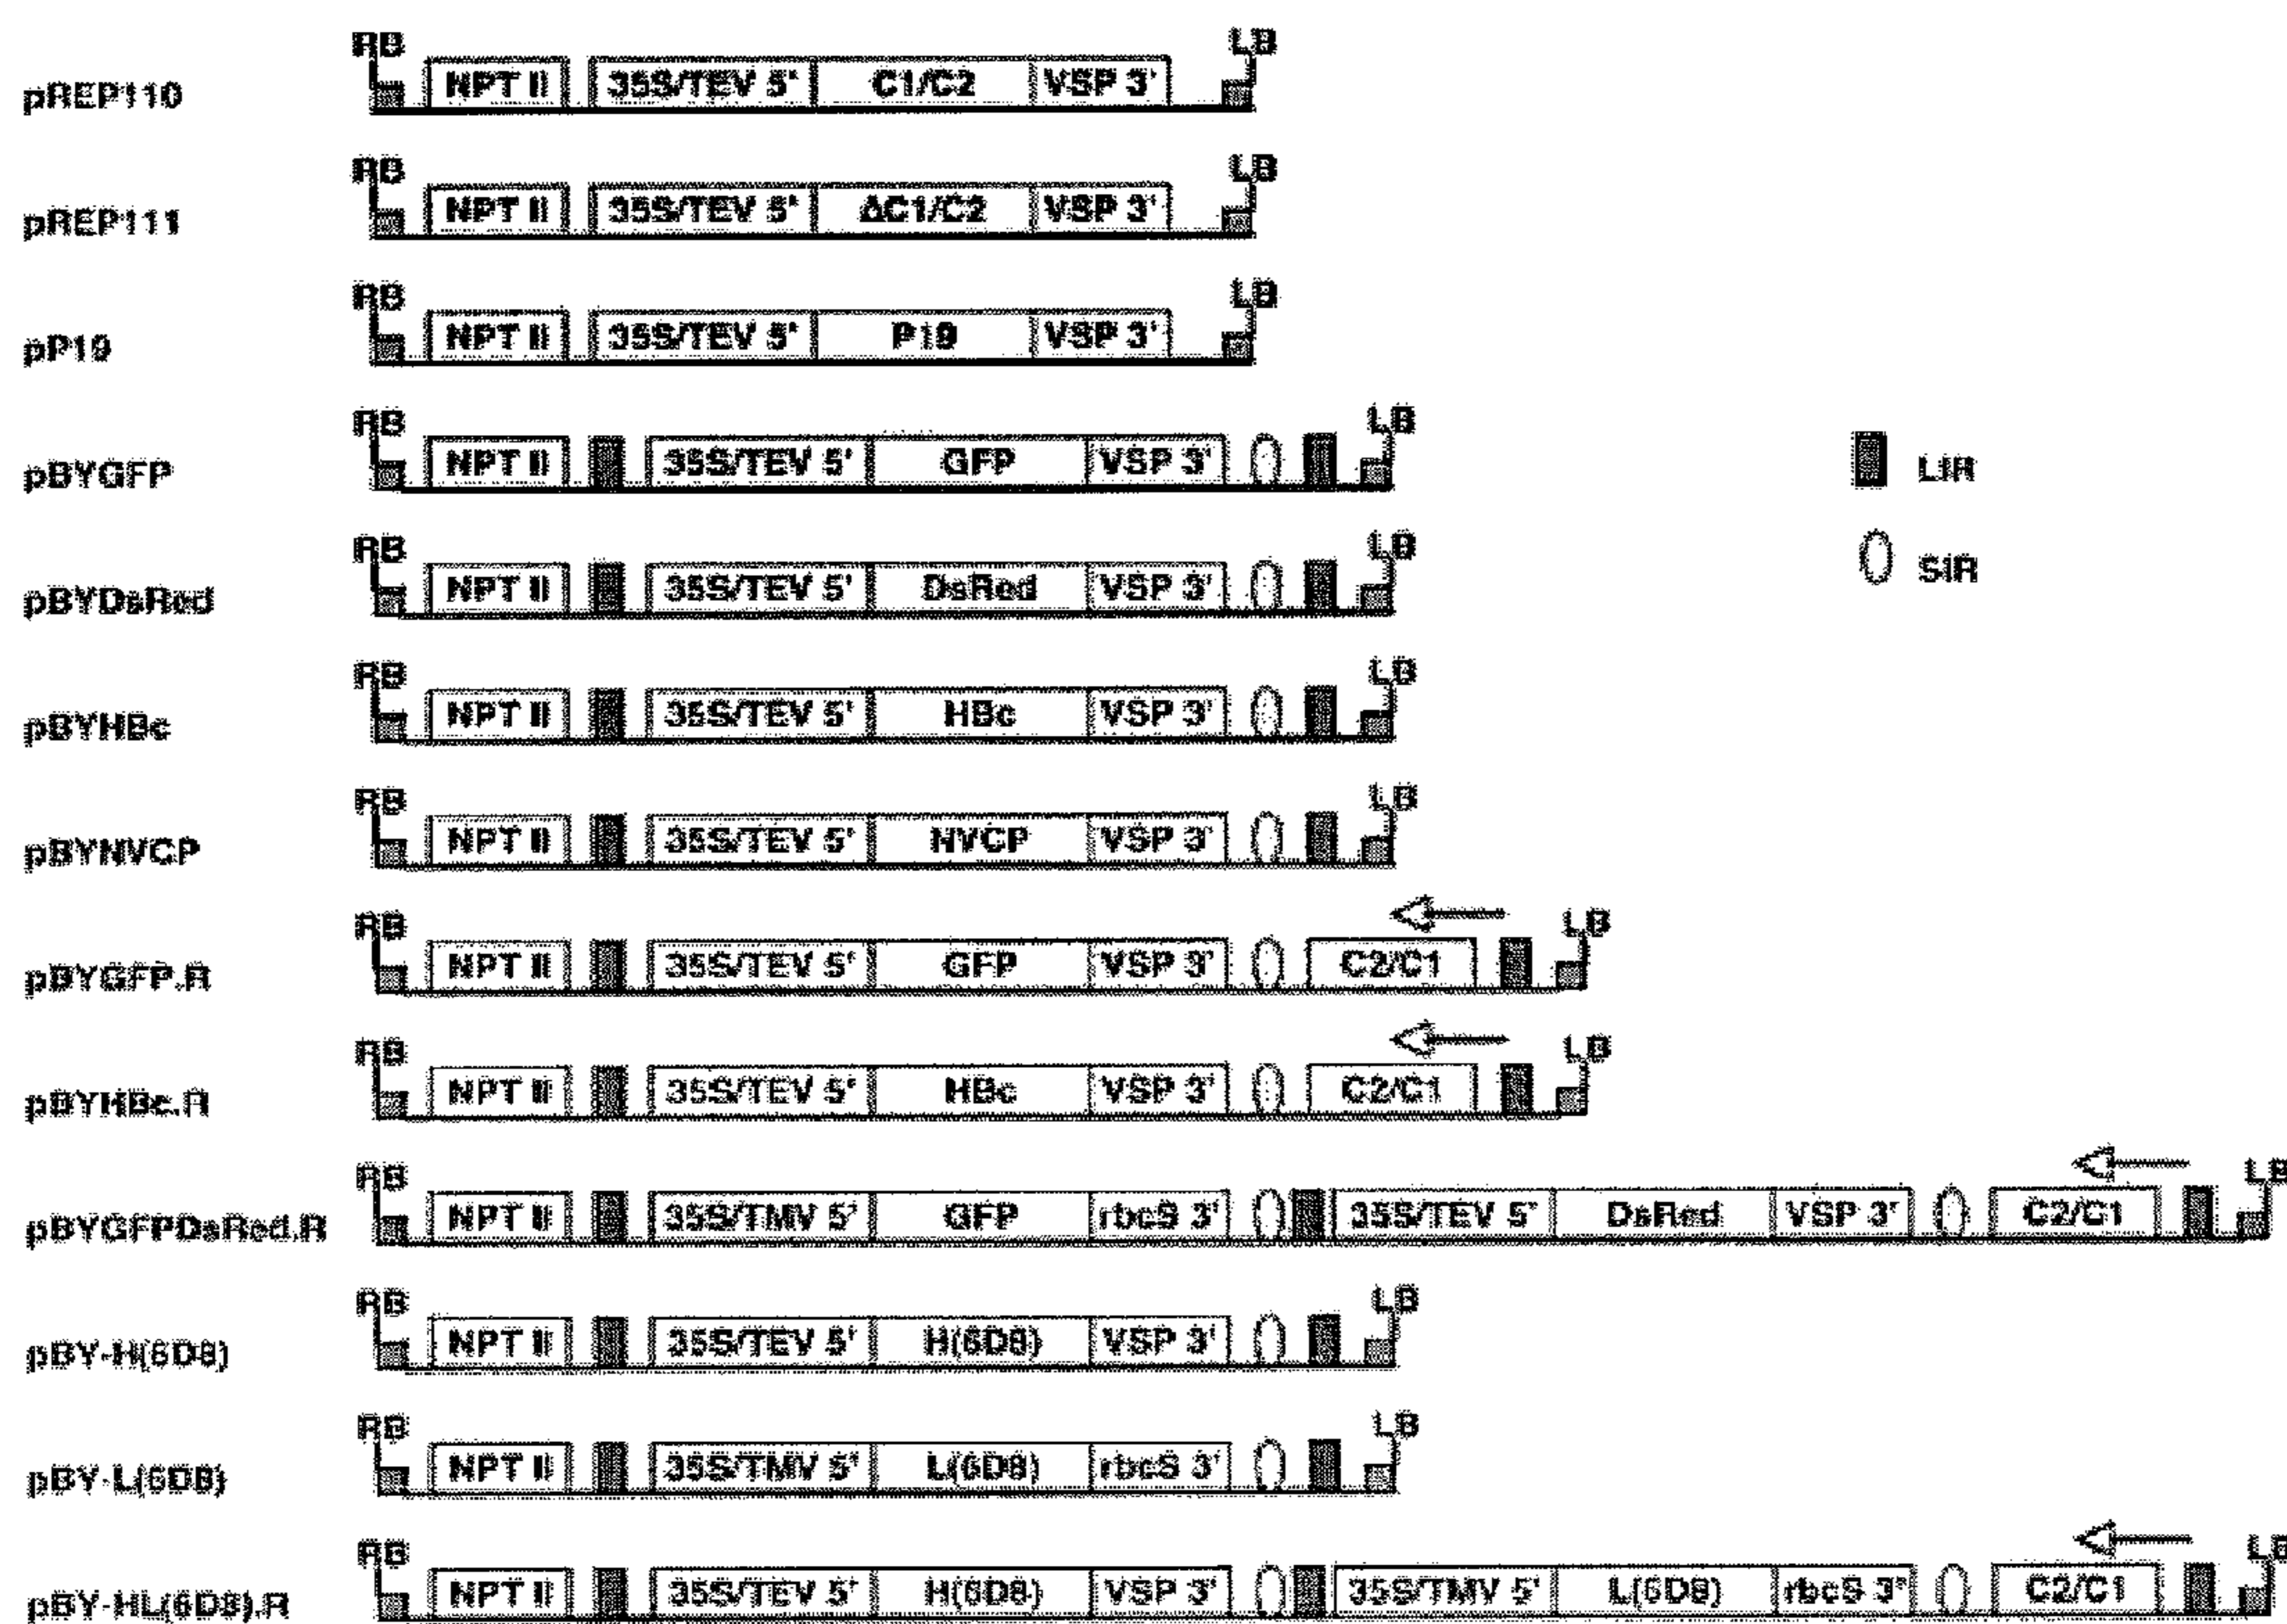 RB LB
pREP110 NPT II 35S/TEV 5' C1/C2 VSP 3'
RB LB
pREP111 NPT II 35S/TEV 5' ΔC1/C2 VSP 3'
RB LB
pP19 NPT II 35S/TEV 5' P19 VSP 3'
RB LB
pBYGFP NPT II 35S/TEV 5' GFP VSP 3' LIR
RB LB
pBYDsRed NPT II 35S/TEV 5' DsRed VSP 3' SIR
RB LB
pBYHBc NPT II 35S/TEV 5' HBc VSP 3'
RB LB
pBYNVCP NPT II 35S/TEV 5' NVCP VSP 3'
RB LB
pBYGFP.R NPT II 35S/TEV 5' GFP VSP 3' C2/C1
RB LB
pBYHBc.R NPT II 35S/TEV 5' HBc VSP 3' C2/C1
RB LB
pBYGFPDsRed.R NPT II 35S/TMV 5' GFP rbcS 3' 35S/TEV 5' DsRed VSP 3' C2/C1
RB LB
pBY-H(6D8) NPT II 35S/TEV 5' H(6D8) VSP 3'
RB LB
pBY-L(6D8) NPT II 35S/TMV 5' L(6D8) rbcS 3'
RB LB
pBY-HL(6D8).R NPT II 35S/TEV 5' H(6D8) VSP 3' 35S/TMV 5' L(6D8) rbcS 3' C2/C1